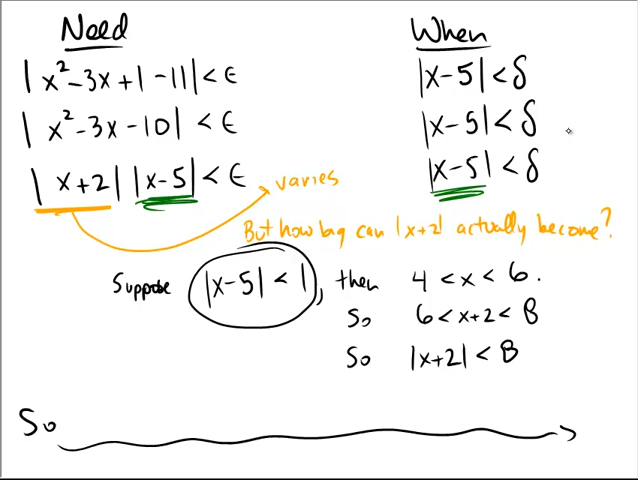 Need When
|x²-3x+1-11|<ϵ |x-5|<δ
|x²-3x-10|<ϵ |x-5|<δ
|x+2||x-5|<ϵ |x-5|<δ
varies
But how big can |x+2| actually become?
Suppose |x-5|<1, then 4<x<6.
So 6<x+2<8
So |x+2|<8
So